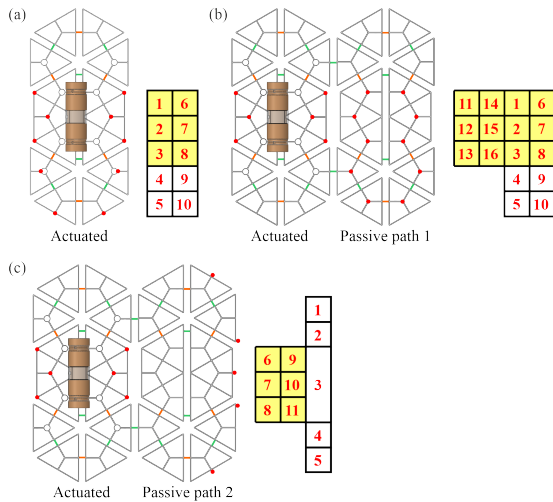 (a)
1 6
2 7
3 8
4 9
5 10
Actuated
(b)
11 14 1 6
12 15 2 7
13 16 3 8
4 9
5 10
Actuated Passive path 1
(c)
1
2
6 9
7 10 3
8 11
4
5
Actuated Passive path 2